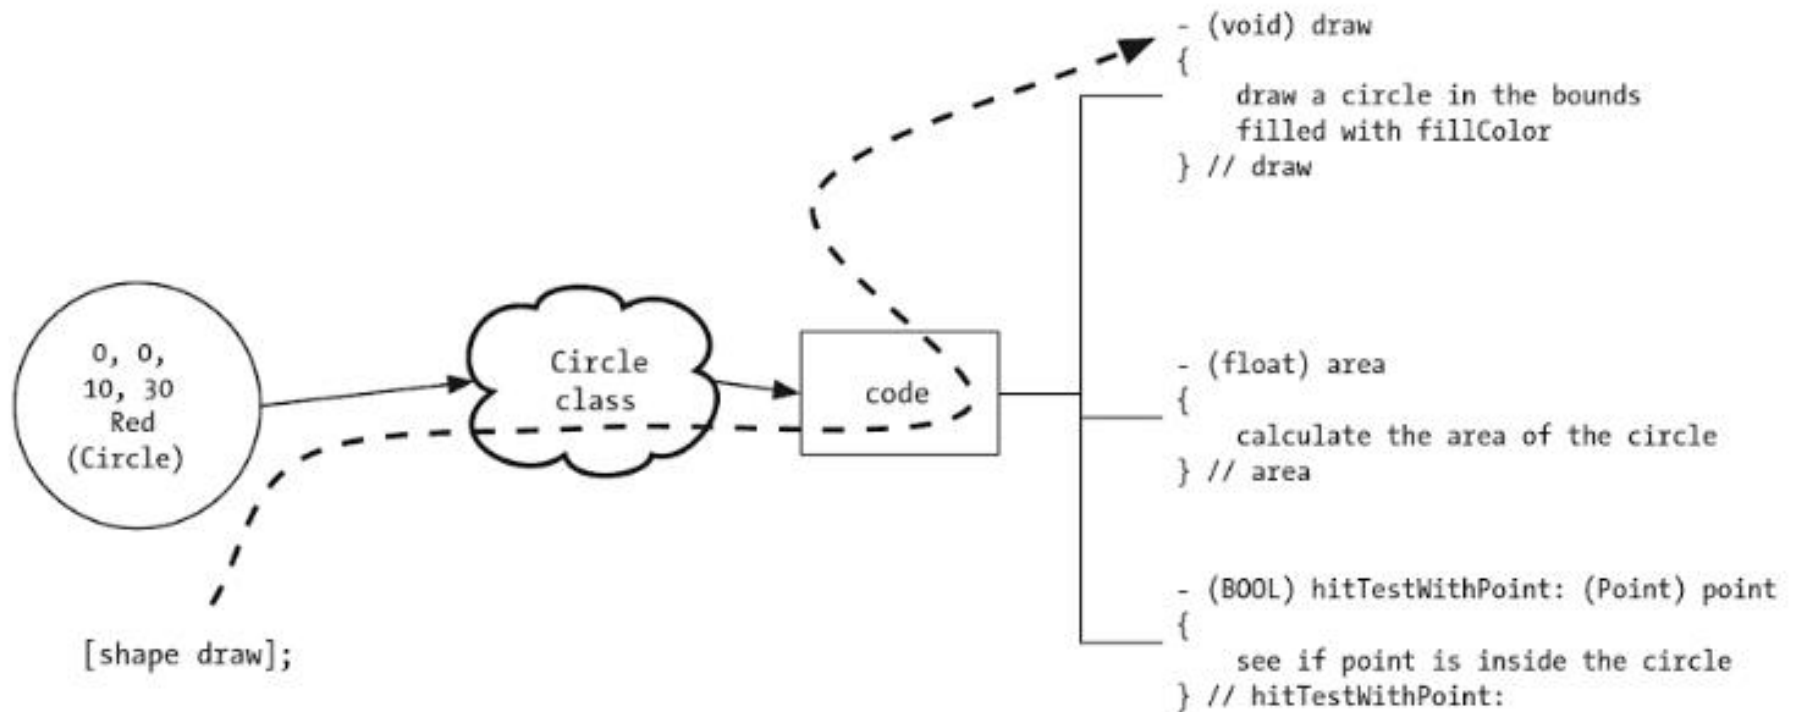 0, 0,
10, 30
Red
(Circle)
[shape draw];
Circle
class
code
- (void) draw
{
draw a circle in the bounds
filled with fillColor
} // draw
- (float) area
{
calculate the area of the circle
} // area
- (BOOL) hitTestWithPoint: (Point) point
{
see if point is inside the circle
} // hitTestWithPoint: